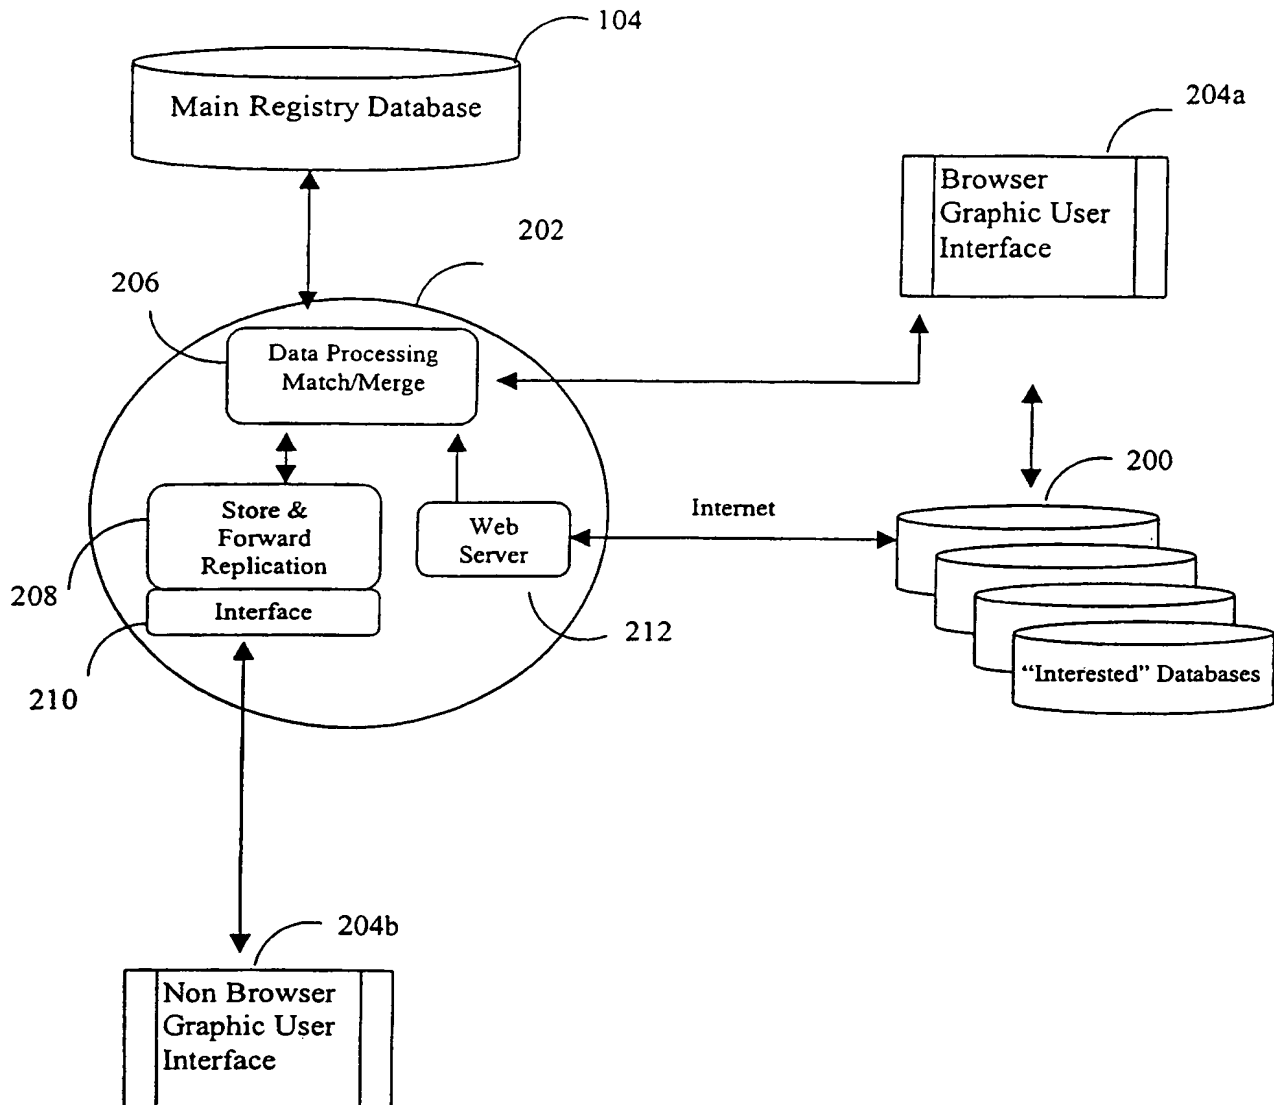 104
Main Registry Database
204a
Browser
Graphic User
Interface
202
206
Data Processing
Match/Merge
200
Store &
Forward
Replication
Web
Server
Internet
208
Interface
212
210
“Interested” Databases
204b
Non Browser
Graphic User
Interface